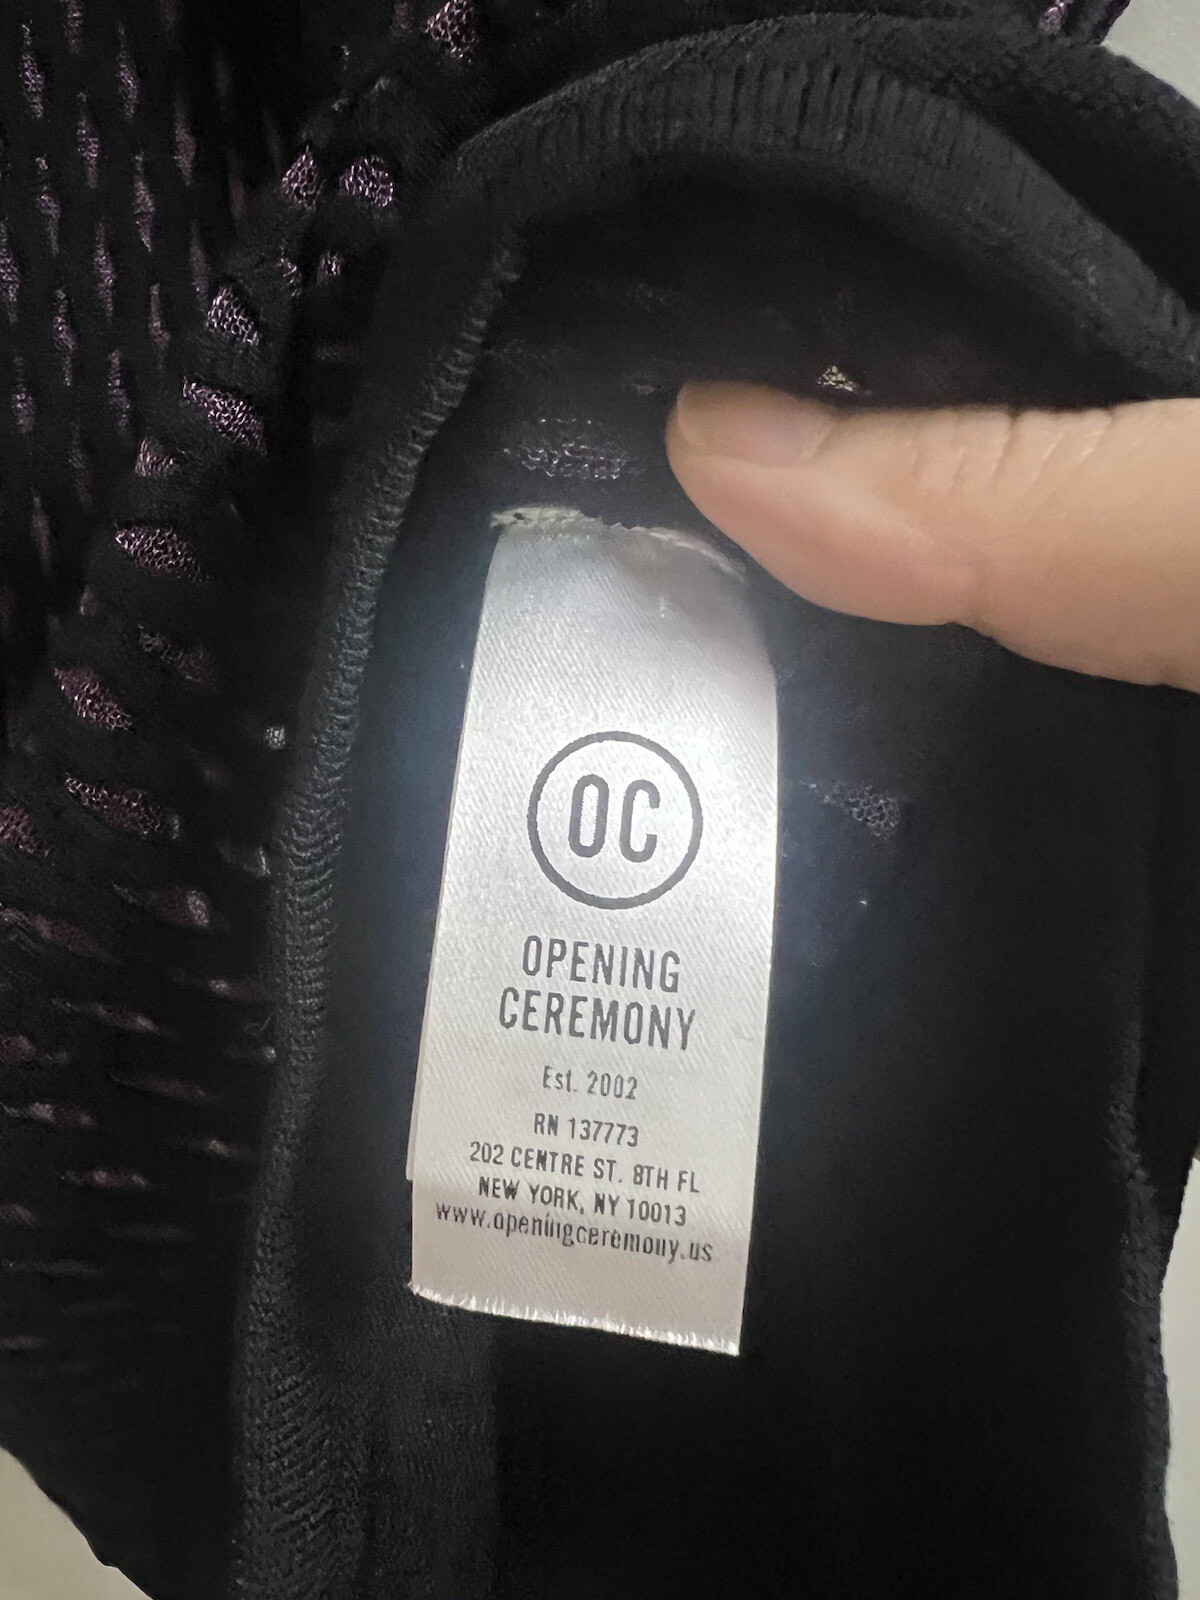 OC
OPENING
CEREMONY
Est. 2002
RN 137773
202 CENTRE ST. 8TH FL
NEW YORK, NY 10013
www.openingceremony.us